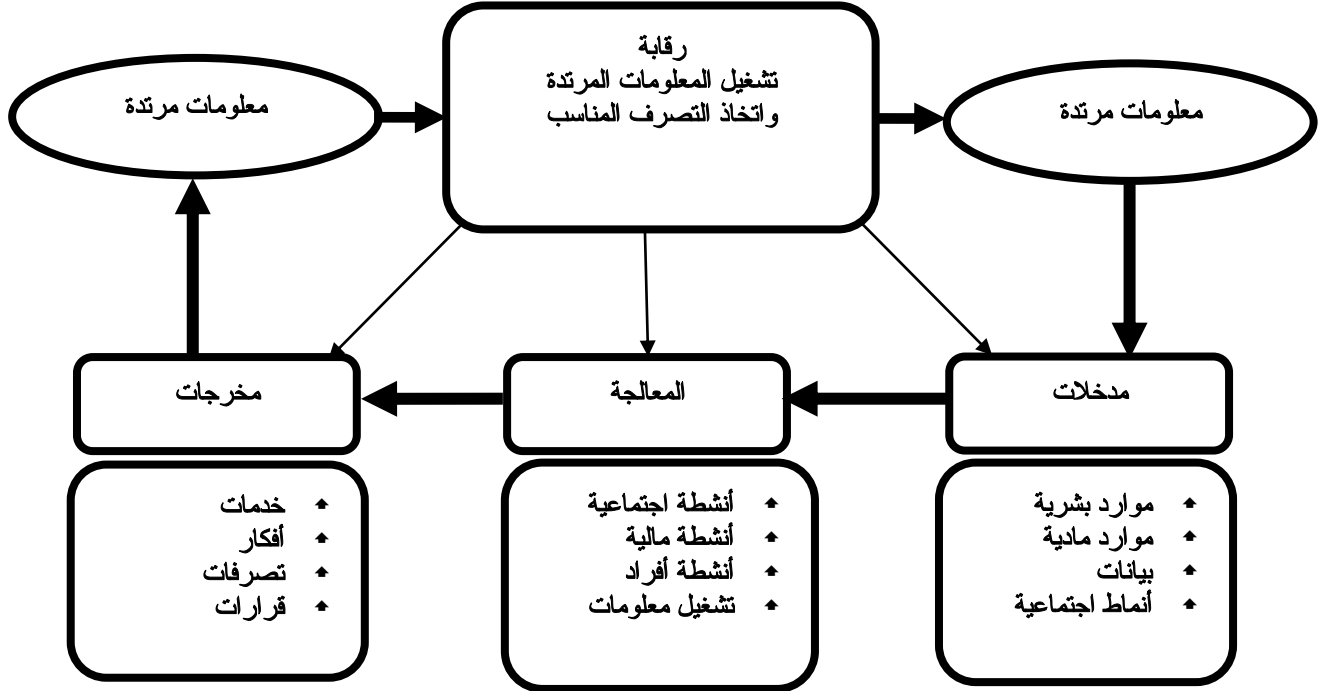 رقابة
تشغيل المعلومات المرتدة
واتخاذ التصرف المناسب
معلومات مرتدة
معلومات مرتدة
مدخلات
المعالجة
مخرجات
موارد بشرية
موارد مادية
بيانات
أنماط اجتماعية
أنشطة اجتماعية
أنشطة مالية
أنشطة أفراد
تشغيل معلومات
خدمات
أفكار
تصرفات
قرارات